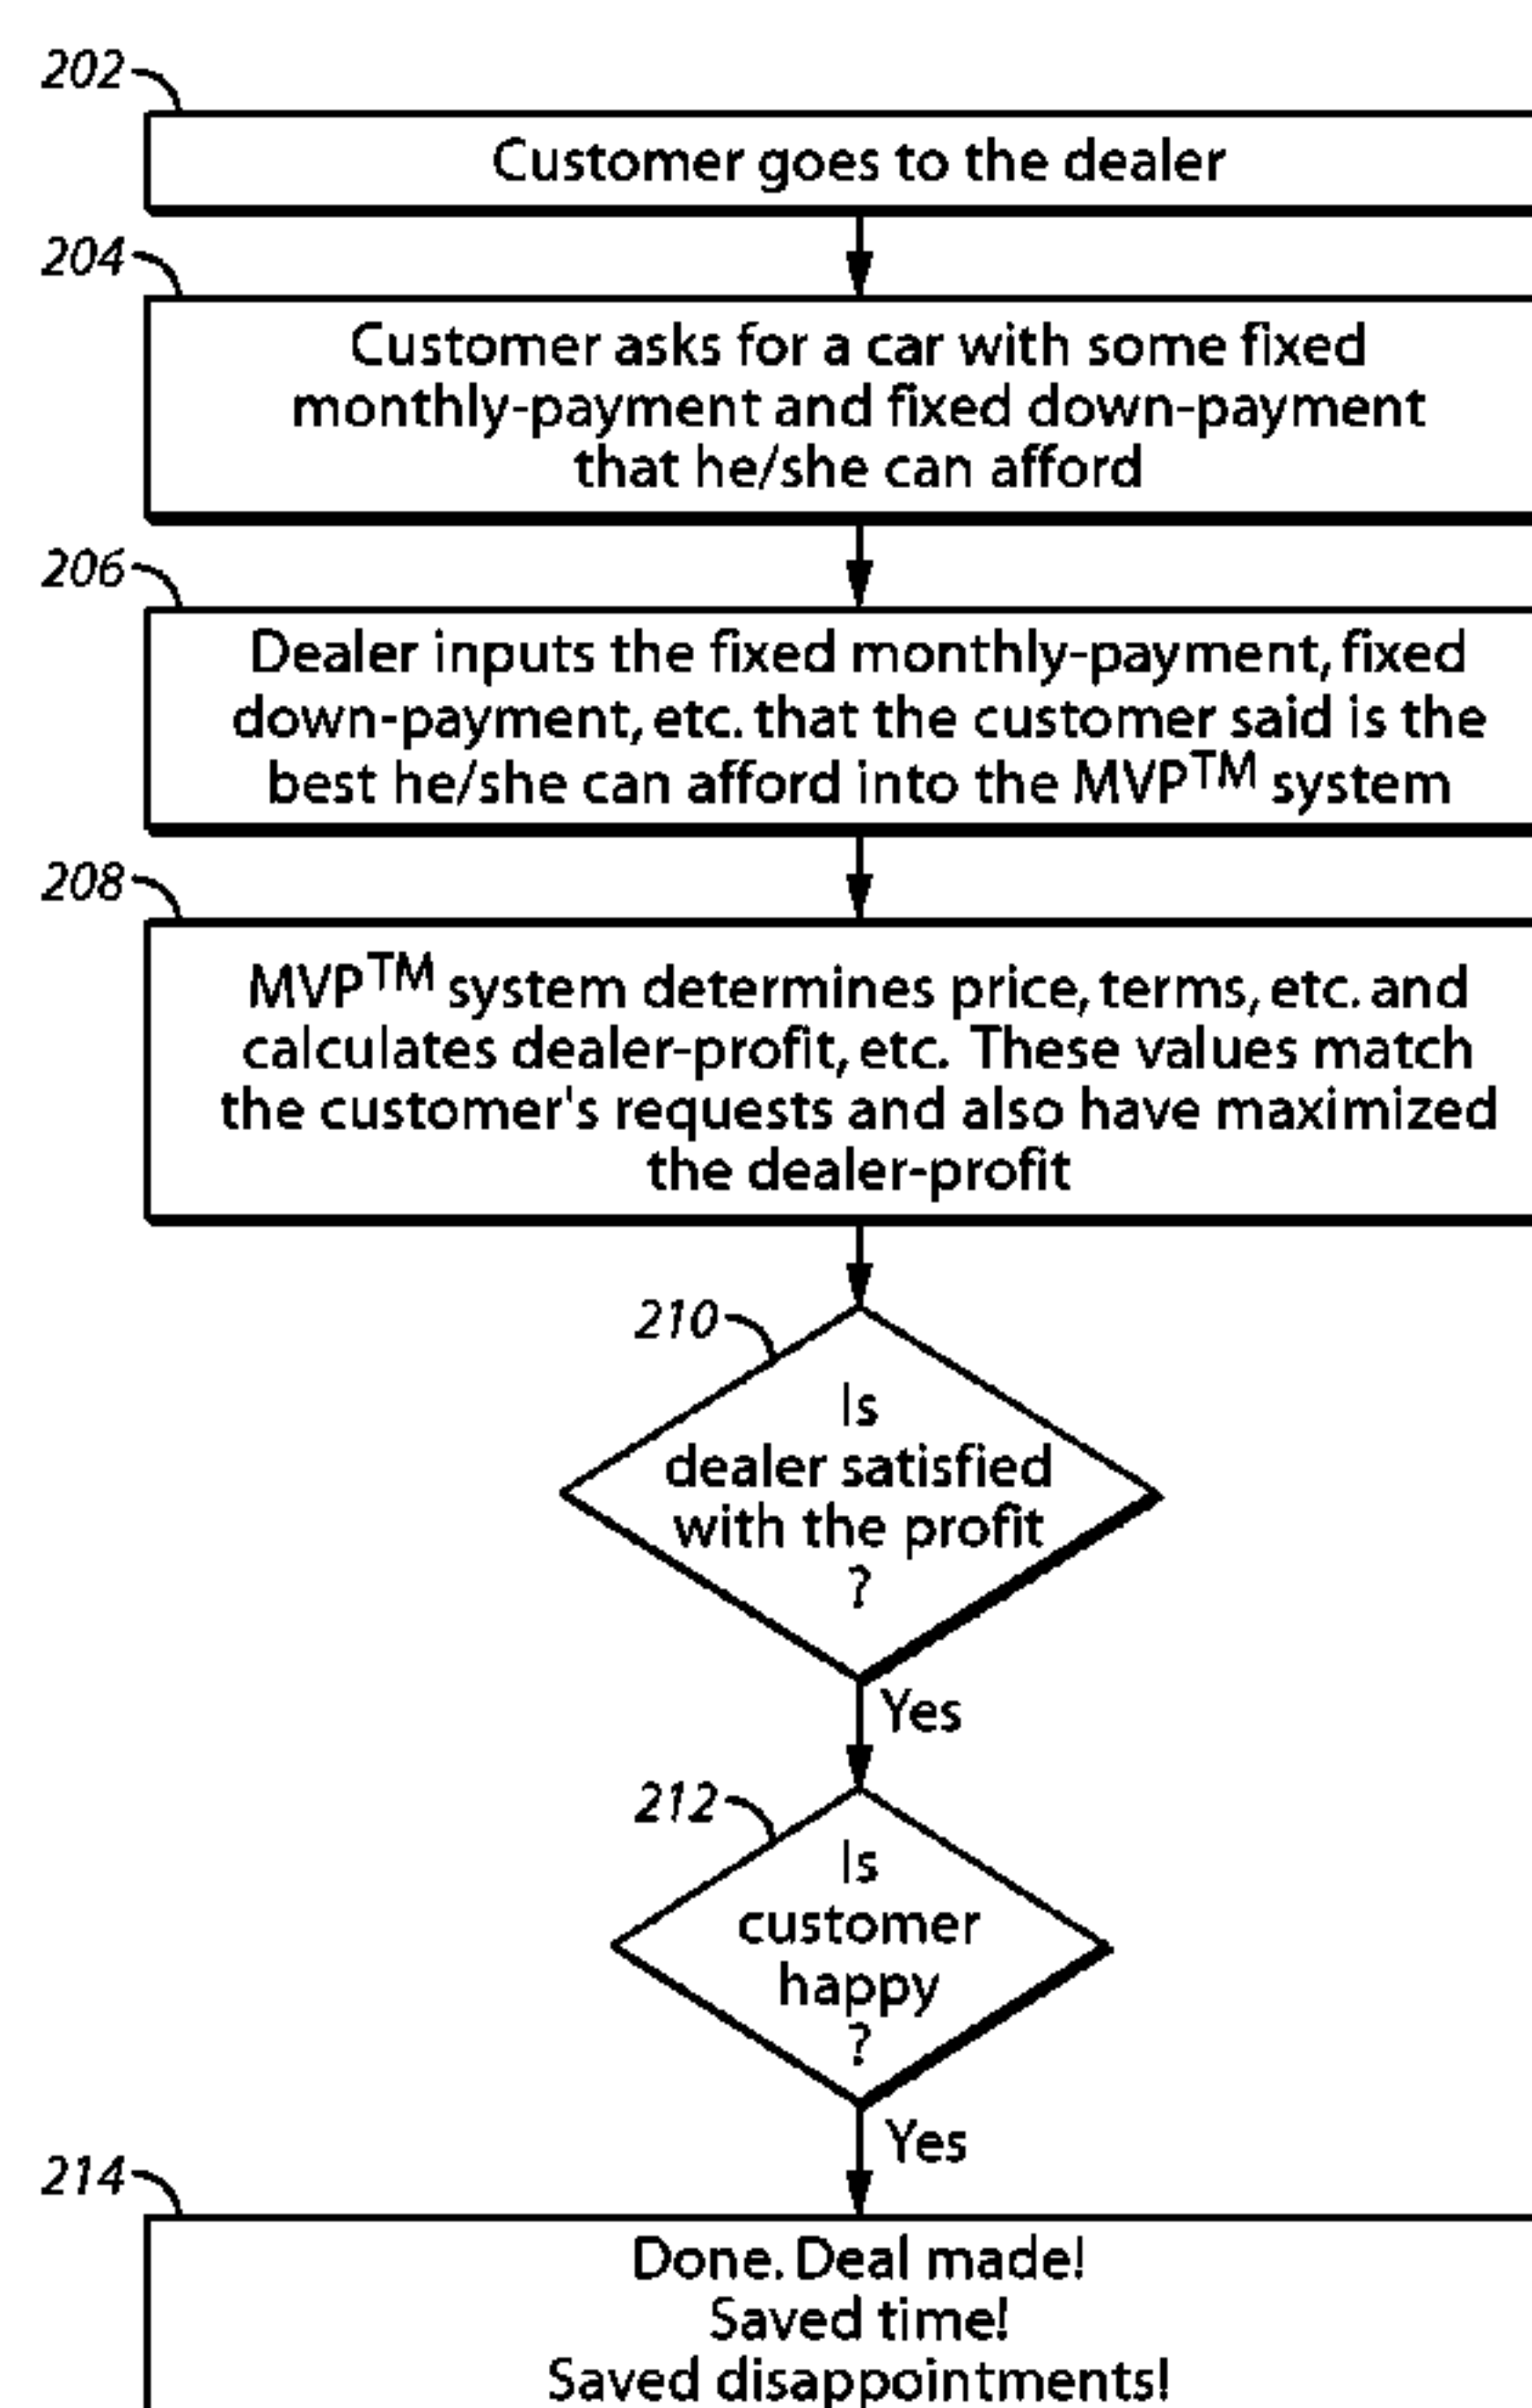 202
Customer goes to the dealer
204
Customer asks for a car with some fixed
monthly-payment and fixed down-payment
that he/she can afford
206
Dealer inputs the fixed monthly-payment, fixed
down-payment, etc. that the customer said is the
best he/she can afford into the MVP™ system
208
MVP™ system determines price, terms, etc. and
calculates dealer-profit, etc. These values match
the customer's requests and also have maximized
the dealer-profit
210
Is
dealer satisfied
with the profit
?
Yes
212
Is
customer
happy
?
Yes
214
Done. Deal made!
Saved time!
Saved disappointments!